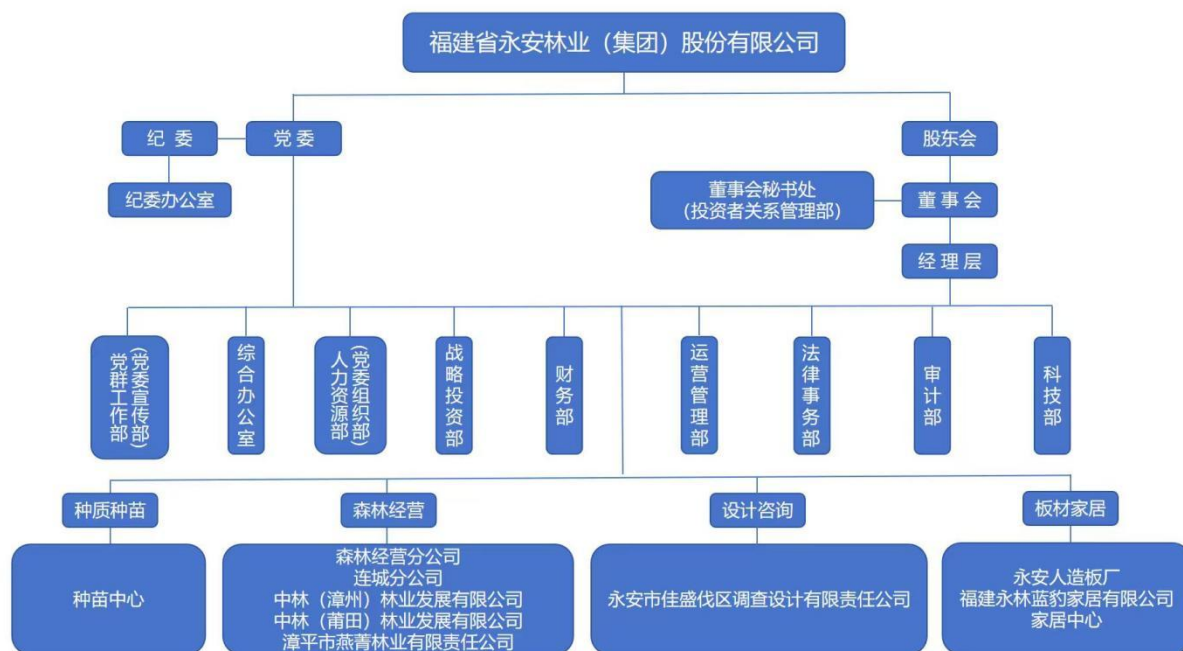 福建省永安林业（集团）股份有限公司
纪 委
党 委
股东会
纪委办公室
董事会秘书处
（投资者关系管理部）
董 事 会
经 理 层
党群工作部
(党委宣传部)
综合办公室
人力资源部
(党委组织部)
战略投资部
财务部
运营管理部
法律事务部
审计部
科技部
种质种苗
森林经营
设计咨询
板材家居
种苗中心
森林经营分公司
连城分公司
中林（漳州）林业发展有限公司
中林（莆田）林业发展有限公司
漳平市燕菁林业有限责任公司
永安市佳盛伐区调查设计有限责任公司
永安人造板厂
福建永林蓝豹家居有限公司
家居中心